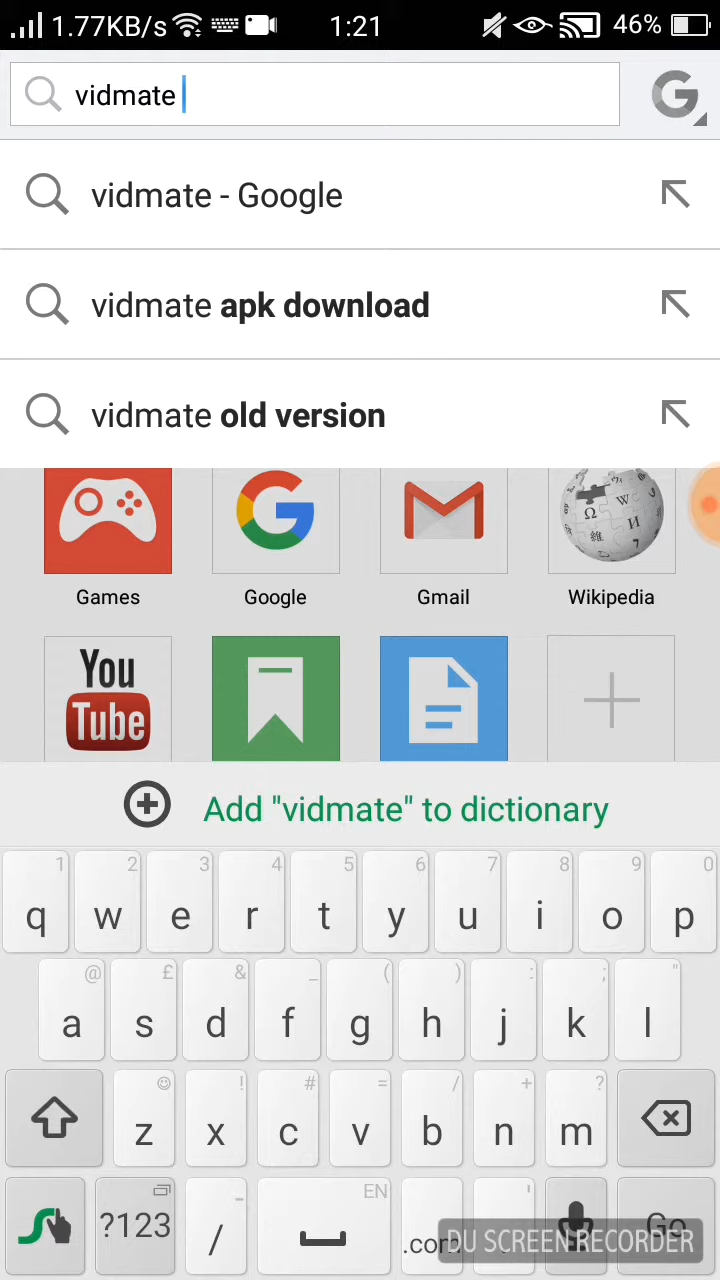 1.77KB/s 1:21 46%
vidmate
vidmate - Google
vidmate apk download
vidmate old version
Games Google Gmail Wikipedia
You
Tube
Add "vidmate" to dictionary
1 2 3 4 5 6 7 8 9 0
q w e r t y u i o p
@ £ & _ ( ) : ; "
a s d f g h j k l
☺ ! # = / + ?
z x c v b n m
EN
?123 / .com Go
DU SCREEN RECORDER